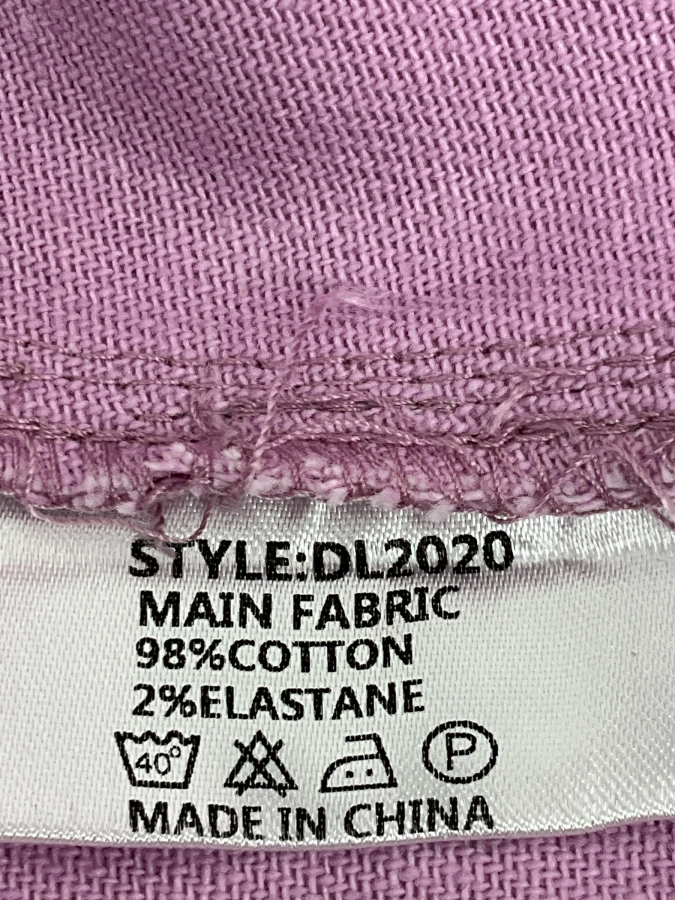 STYLE:DL2020
MAIN FABRIC
98%COTTON
2%ELASTANE
40° P
MADE IN CHINA